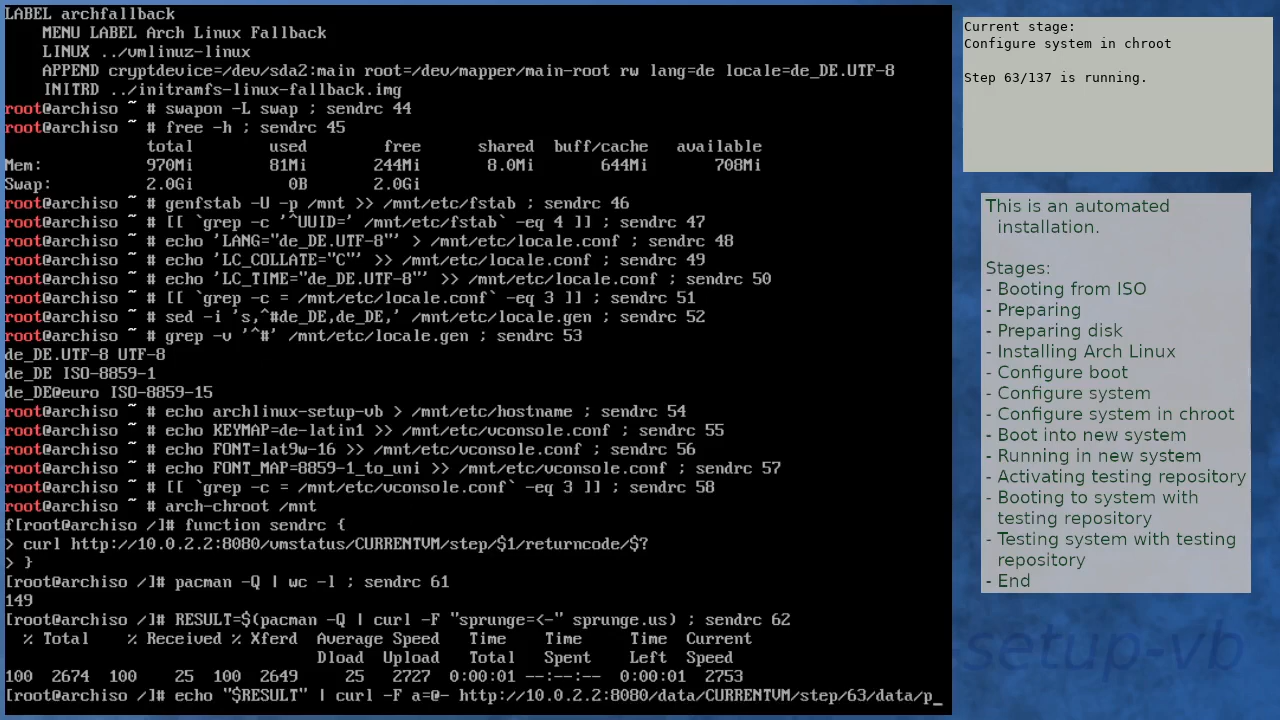 LABEL archfallback
    MENU LABEL Arch Linux Fallback
    LINUX ../vmlinuz-linux
    APPEND cryptdevice=/dev/sda2:main root=/dev/mapper/main-root rw lang=de locale=de_DE.UTF-8
    INITRD ../initramfs-linux-fallback.img
root@archiso ~ # swapon -L swap ; sendrc 44
root@archiso ~ # free -h ; sendrc 45
               total        used        free      shared  buff/cache   available
Mem:           970Mi        81Mi       244Mi       8.0Mi       644Mi       708Mi
Swap:          2.0Gi          0B       2.0Gi
root@archiso ~ # genfstab -U -p /mnt >> /mnt/etc/fstab ; sendrc 46
root@archiso ~ # [[ `grep -c '^UUID=' /mnt/etc/fstab` -eq 4 ]] ; sendrc 47
root@archiso ~ # echo 'LANG="de_DE.UTF-8"' > /mnt/etc/locale.conf ; sendrc 48
root@archiso ~ # echo 'LC_COLLATE="C"' >> /mnt/etc/locale.conf ; sendrc 49
root@archiso ~ # echo 'LC_TIME="de_DE.UTF-8"' >> /mnt/etc/locale.conf ; sendrc 50
root@archiso ~ # [[ `grep -c = /mnt/etc/locale.conf` -eq 3 ]] ; sendrc 51
root@archiso ~ # sed -i 's,^#de_DE,de_DE,' /mnt/etc/locale.gen ; sendrc 52
root@archiso ~ # grep -v '^#' /mnt/etc/locale.gen ; sendrc 53
de_DE.UTF-8 UTF-8
de_DE ISO-8859-1
de_DE@euro ISO-8859-15
root@archiso ~ # echo archlinux-setup-vb > /mnt/etc/hostname ; sendrc 54
root@archiso ~ # echo KEYMAP=de-latin1 >> /mnt/etc/vconsole.conf ; sendrc 55
root@archiso ~ # echo FONT=lat9w-16 >> /mnt/etc/vconsole.conf ; sendrc 56
root@archiso ~ # echo FONT_MAP=8859-1_to_uni >> /mnt/etc/vconsole.conf ; sendrc 57
root@archiso ~ # [[ `grep -c = /mnt/etc/vconsole.conf` -eq 3 ]] ; sendrc 58
root@archiso ~ # arch-chroot /mnt
f[root@archiso /]# function sendrc {
> curl http://10.0.2.2:8080/vmstatus/CURRENTVM/step/$1/returncode/$?
> }
[root@archiso /]# pacman -Q | wc -l ; sendrc 61
149
[root@archiso /]# RESULT=$(pacman -Q | curl -F "sprunge=<-" sprunge.us) ; sendrc 62
  % Total    % Received % Xferd  Average Speed   Time    Time     Time  Current
                                 Dload  Upload   Total   Spent    Left  Speed
100  2674  100    25  100  2649     25   2727  0:00:01 --:--:--  0:00:01  2753
[root@archiso /]# echo "$RESULT" | curl -F a=@- http://10.0.2.2:8080/data/CURRENTVM/step/63/data/p_
Current stage:
Configure system in chroot
Step 63/137 is running.
This is an automated
installation.
Stages:
- Booting from ISO
- Preparing
- Preparing disk
- Installing Arch Linux
- Configure boot
- Configure system
- Configure system in chroot
- Boot into new system
- Running in new system
- Activating testing repository
- Booting to system with
testing repository
- Testing system with testing
repository
- End
-setup-vb